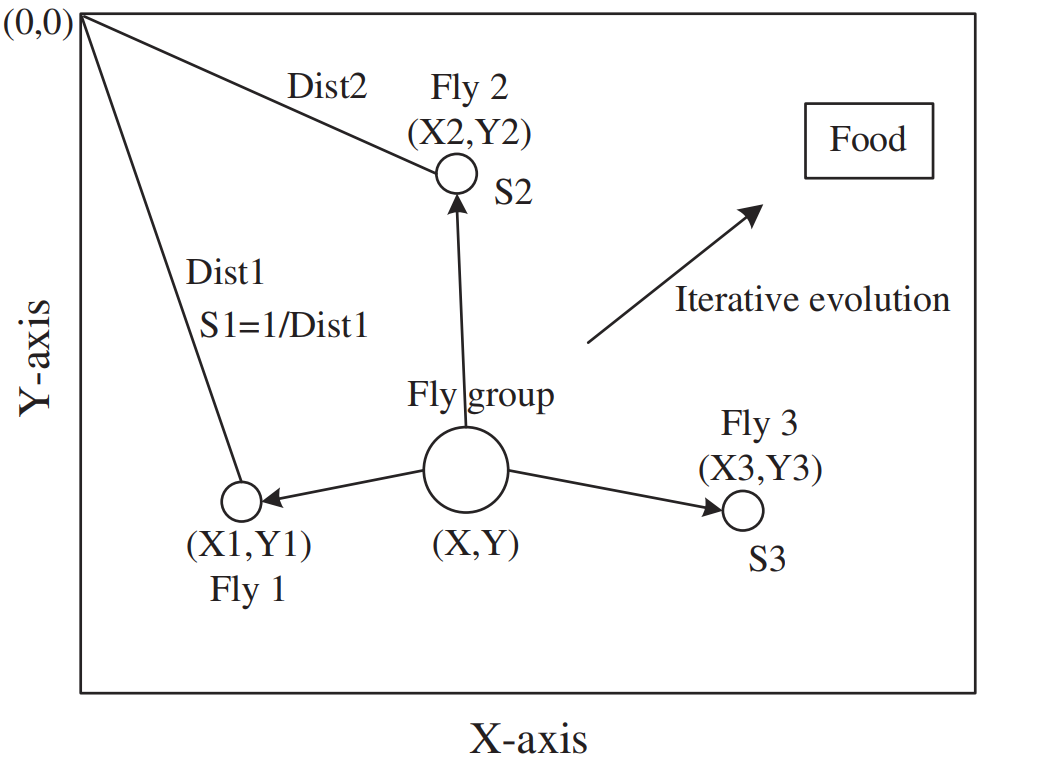 (0,0)
Dist2
Fly 2
(X2,Y2)
S2
Food
Dist1
S1=1/Dist1
Iterative evolution
Fly group
Fly 3
(X3,Y3)
S3
(X1,Y1)
Fly 1
(X,Y)
Y-axis
X-axis